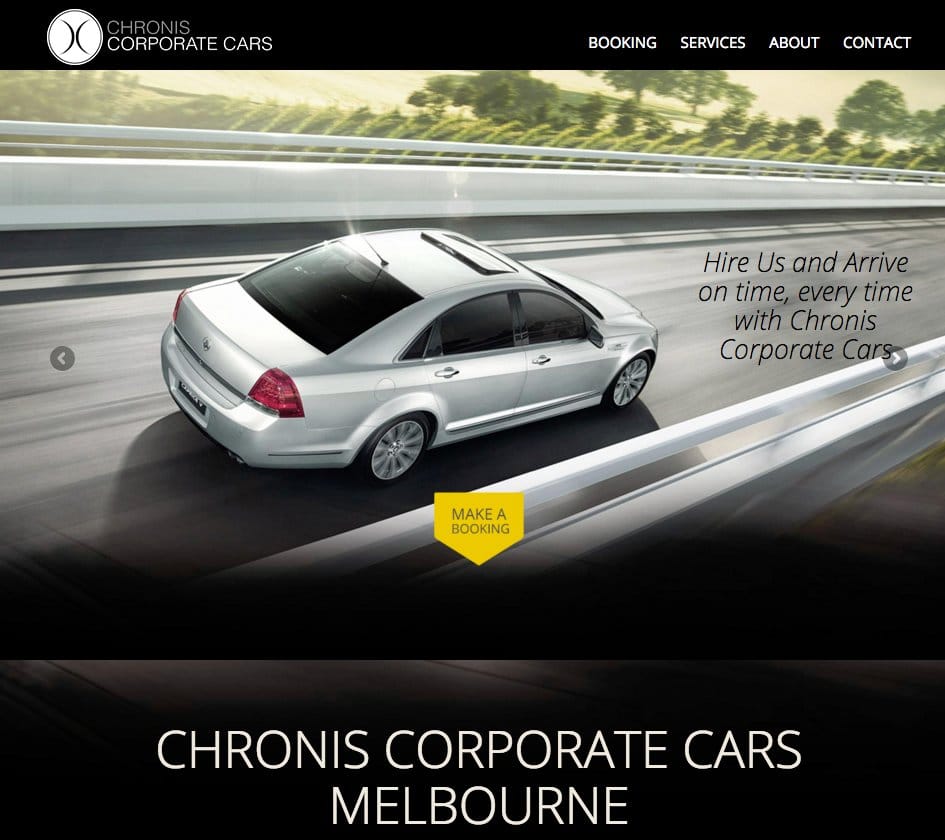 CHRONIS
CORPORATE CARS
BOOKING SERVICES ABOUT CONTACT
Hire Us and Arrive
on time, every time
with Chronis
Corporate Cars
MAKE A
BOOKING
CHRONIS CORPORATE CARS
MELBOURNE